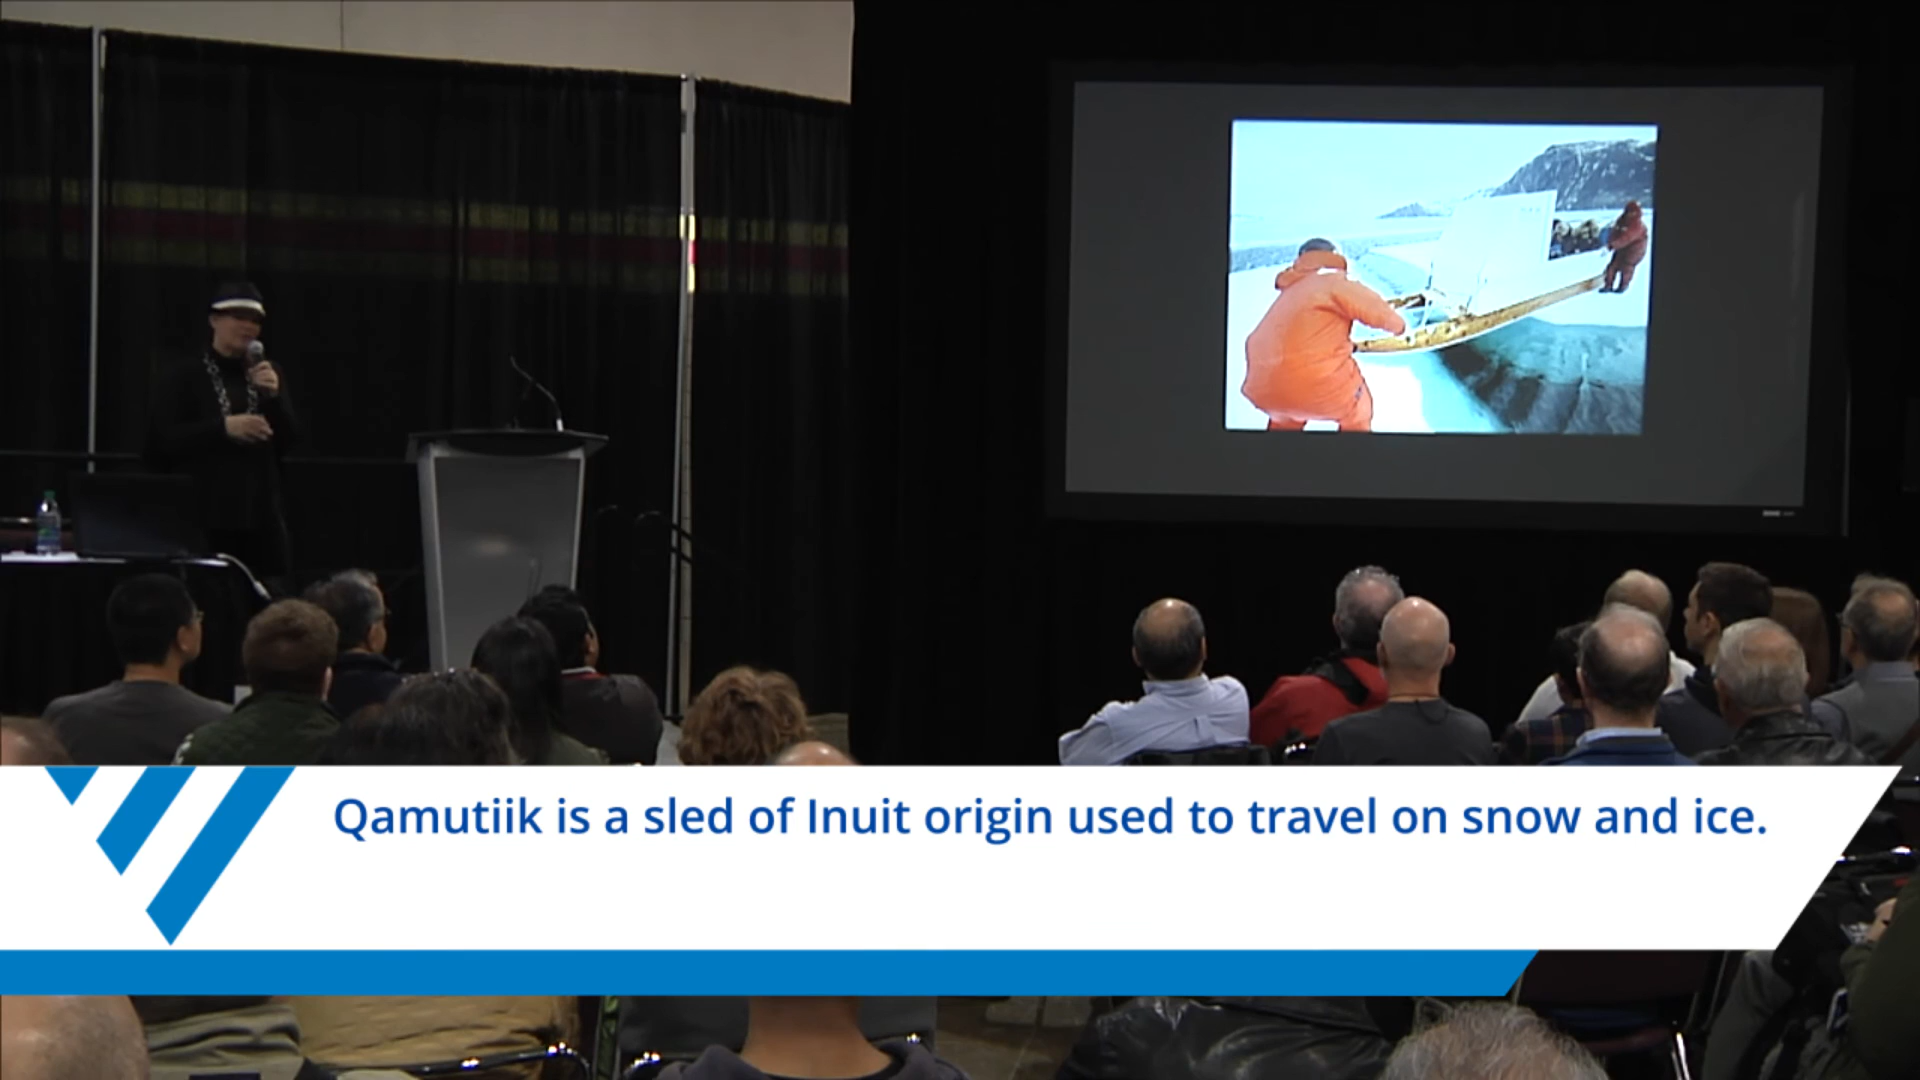 Qamutiik is a sled of Inuit origin used to travel on snow and ice.